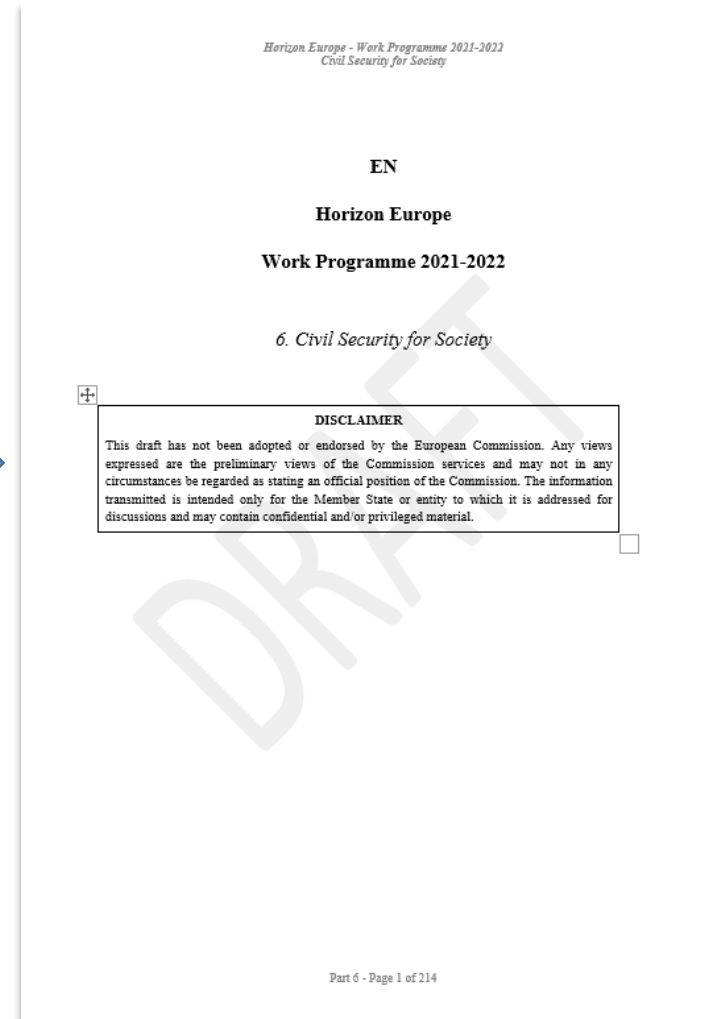 Horizon Europe - Work Programme 2021-2022
Civil Security for Society
EN
Horizon Europe
Work Programme 2021-2022
6. Civil Security for Society
DISCLAIMER
This draft has not been adopted or endorsed by the European Commission. Any views
expressed are the preliminary views of the Commission services and may not in any
circumstances be regarded as stating an official position of the Commission. The information
transmitted is intended only for the Member State or entity to which it is addressed for
discussions and may contain confidential and/or privileged material.
DRAFT
Part 6 - Page 1 of 214